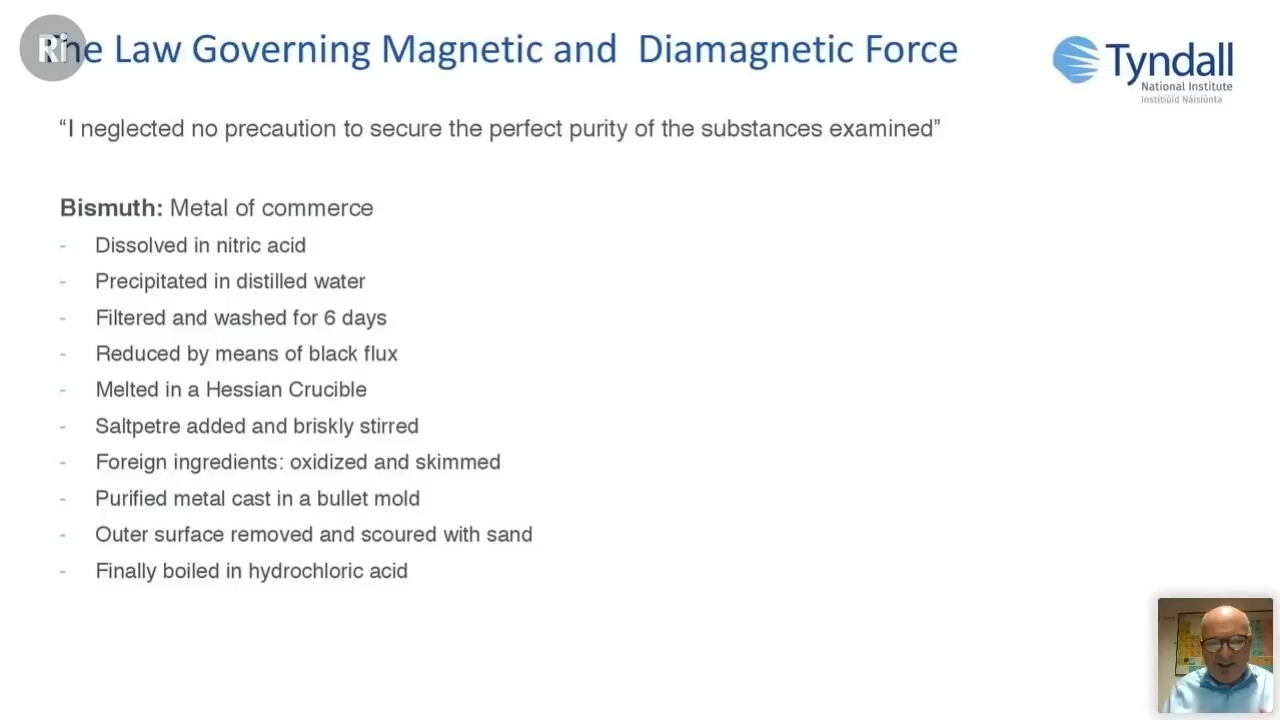 Ri
The Law Governing Magnetic and Diamagnetic Force
Tyndall
National Institute
Institiúid Náisiúnta
“I neglected no precaution to secure the perfect purity of the substances examined”
Bismuth: Metal of commerce
- Dissolved in nitric acid
- Precipitated in distilled water
- Filtered and washed for 6 days
- Reduced by means of black flux
- Melted in a Hessian Crucible
- Saltpetre added and briskly stirred
- Foreign ingredients: oxidized and skimmed
- Purified metal cast in a bullet mold
- Outer surface removed and scoured with sand
- Finally boiled in hydrochloric acid